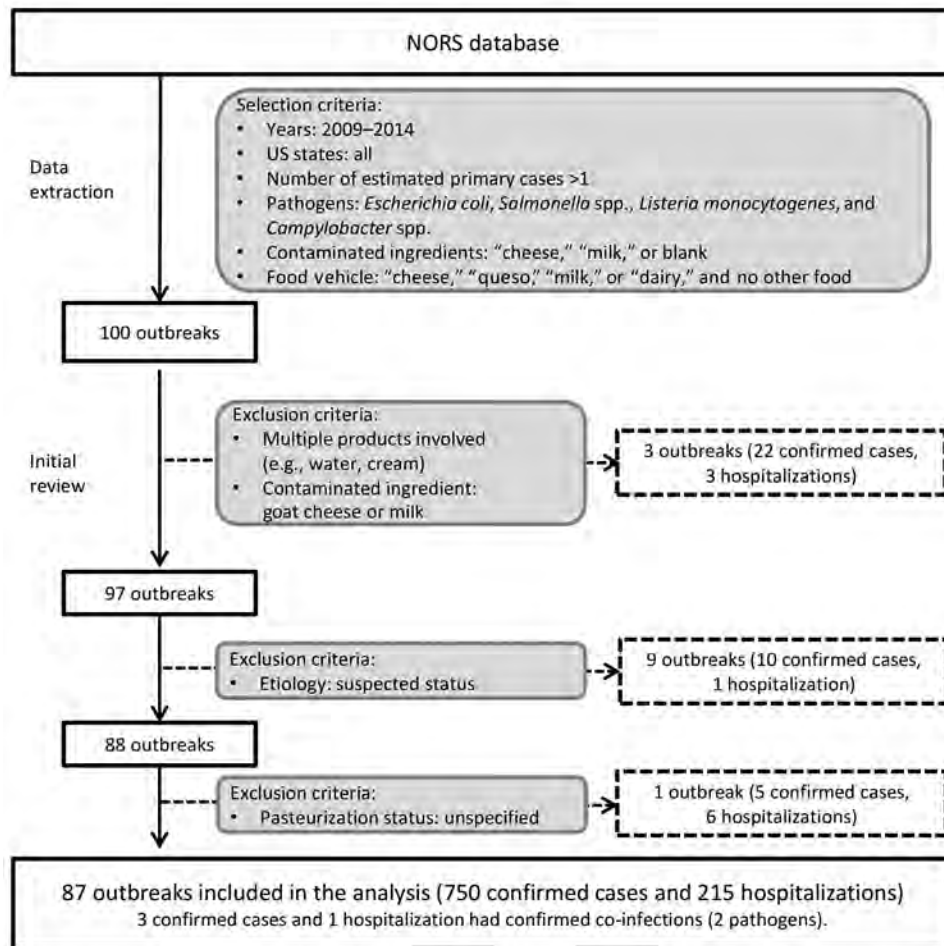 NORS database
Data
extraction
Selection criteria:
• Years: 2009–2014
• US states: all
• Number of estimated primary cases >1
• Pathogens: Escherichia coli, Salmonella spp., Listeria monocytogenes, and
Campylobacter spp.
• Contaminated ingredients: “cheese,” “milk,” or blank
• Food vehicle: “cheese,” “queso,” “milk,” or “dairy,” and no other food
100 outbreaks
Initial
review
Exclusion criteria:
• Multiple products involved
(e.g., water, cream)
• Contaminated ingredient:
goat cheese or milk
3 outbreaks (22 confirmed cases,
3 hospitalizations)
97 outbreaks
Exclusion criteria:
• Etiology: suspected status
9 outbreaks (10 confirmed cases,
1 hospitalization)
88 outbreaks
Exclusion criteria:
• Pasteurization status: unspecified
1 outbreak (5 confirmed cases,
6 hospitalizations)
87 outbreaks included in the analysis (750 confirmed cases and 215 hospitalizations)
3 confirmed cases and 1 hospitalization had confirmed co-infections (2 pathogens).